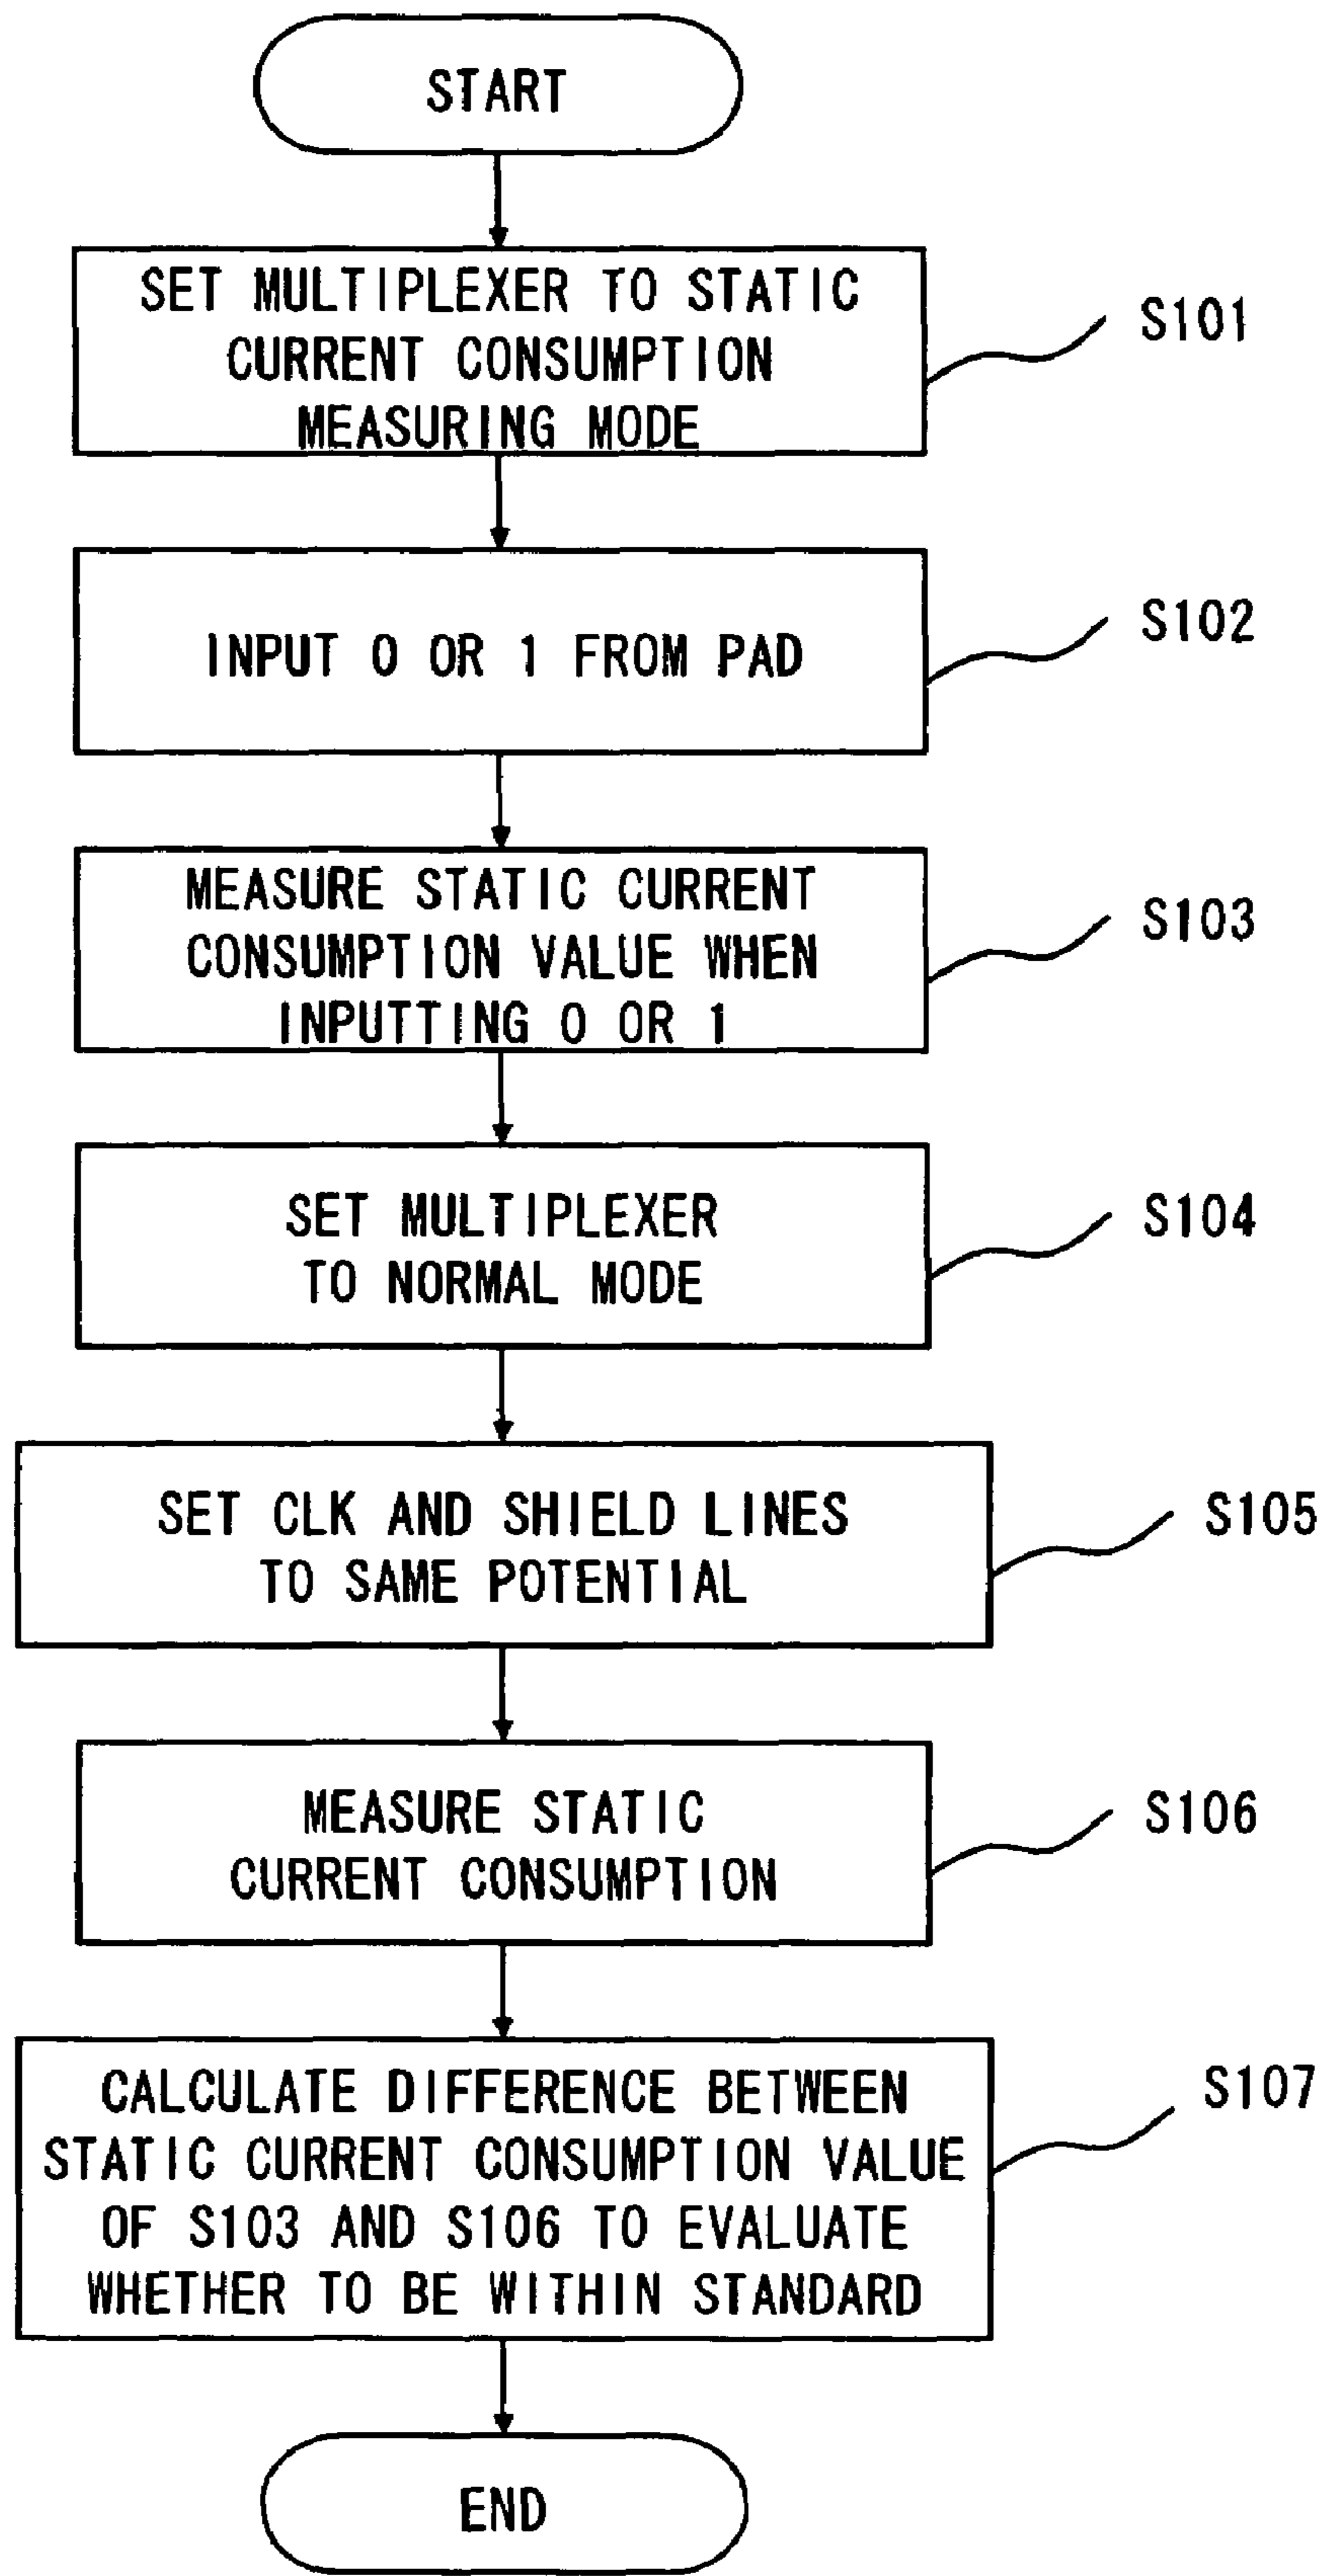 START
SET MULTIPLEXER TO STATIC
CURRENT CONSUMPTION
MEASURING MODE
S101
INPUT 0 OR 1 FROM PAD
S102
MEASURE STATIC CURRENT
CONSUMPTION VALUE WHEN
INPUTTING 0 OR 1
S103
SET MULTIPLEXER
TO NORMAL MODE
S104
SET CLK AND SHIELD LINES
TO SAME POTENTIAL
S105
MEASURE STATIC
CURRENT CONSUMPTION
S106
CALCULATE DIFFERENCE BETWEEN
STATIC CURRENT CONSUMPTION VALUE
OF S103 AND S106 TO EVALUATE
WHETHER TO BE WITHIN STANDARD
S107
END